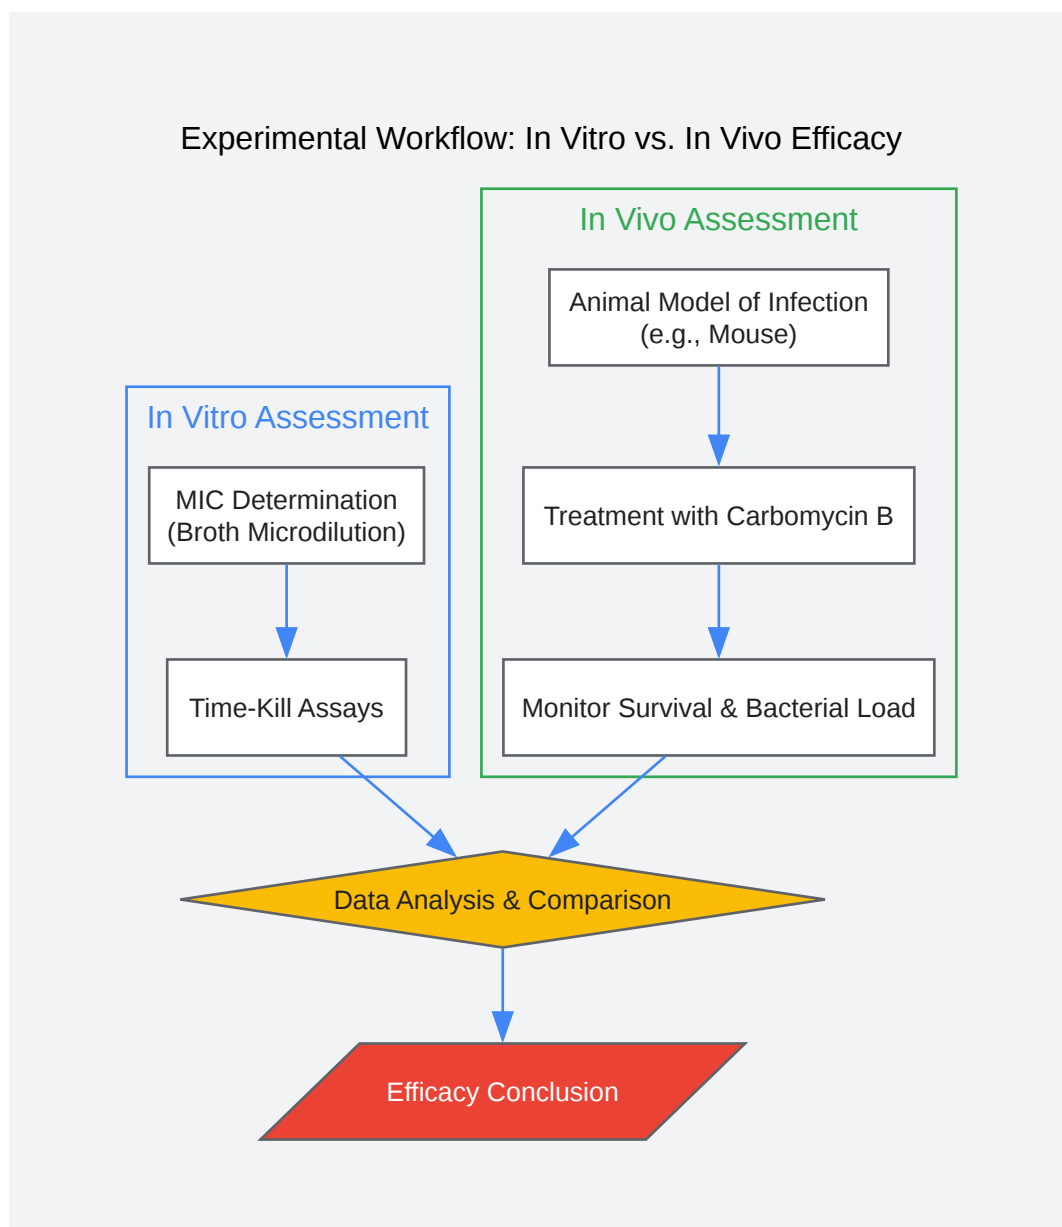 Experimental Workflow: In Vitro vs. In Vivo Efficacy
In Vitro Assessment
MIC Determination
(Broth Microdilution)
Time-Kill Assays
In Vivo Assessment
Animal Model of Infection
(e.g., Mouse)
Treatment with Carbomycin B
Monitor Survival & Bacterial Load
Data Analysis & Comparison
Efficacy Conclusion